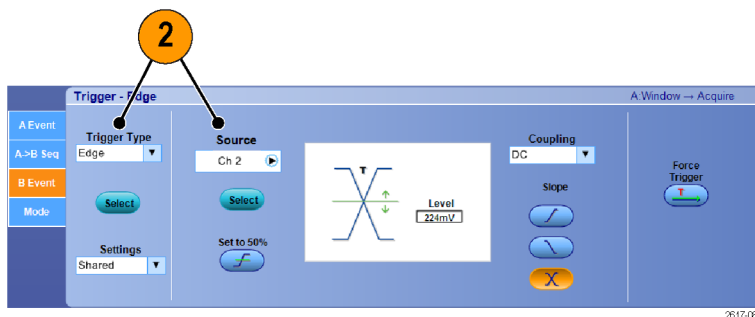 2
Trigger - Edge
A:Window → Acquire
A Event
A->B Seq
B Event
Mode
Trigger Type
Edge
Select
Settings
Shared
Source
Ch 2
Select
Set to 50%
T
Level
224mV
Coupling
DC
Slope
Force
Trigger
T